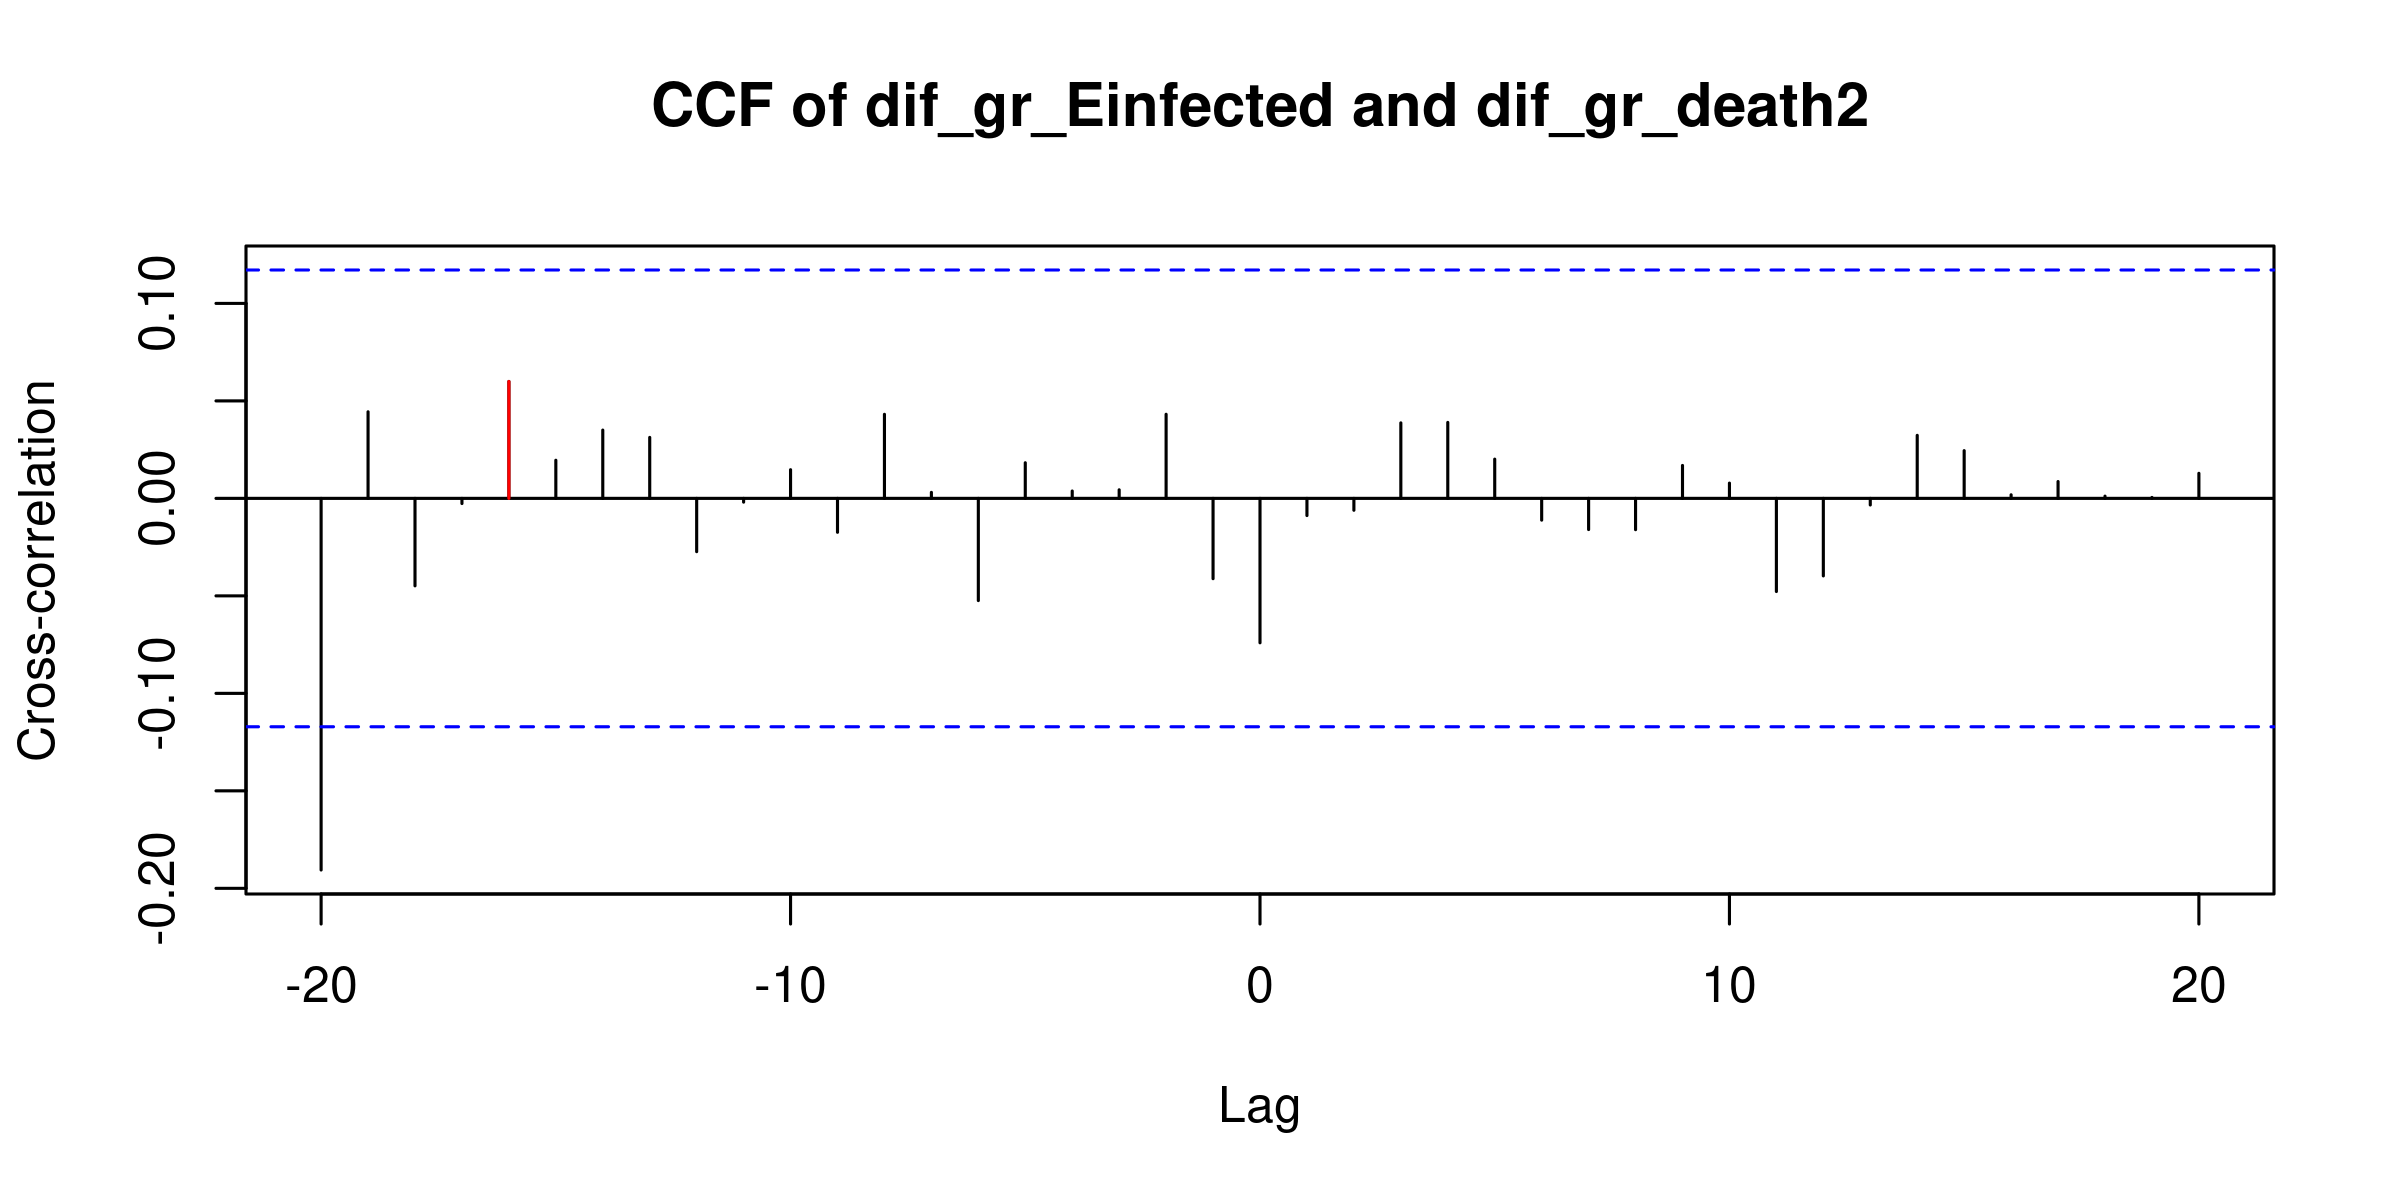 CCF of dif_gr_Einfected and dif_gr_death2
Cross-correlation
0.10
0.00
-0.10
-0.20
-20 -10 0 10 20
Lag